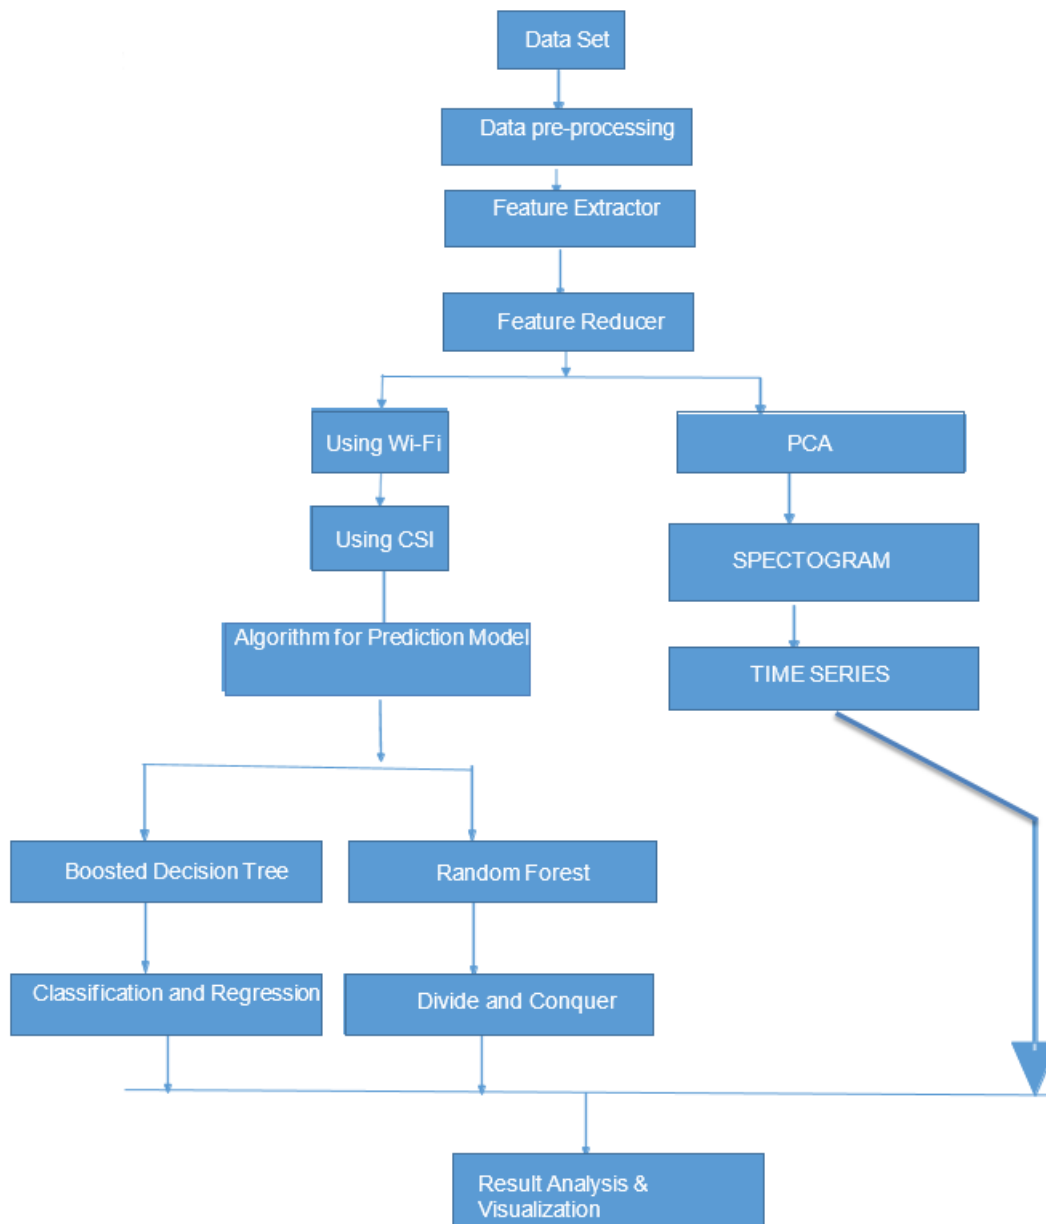 Data Set
Data pre-processing
Feature Extractor
Feature Reducer
Using Wi-Fi
PCA
Using CSI
SPECTOGRAM
Algorithm for Prediction Model
TIME SERIES
Boosted Decision Tree
Random Forest
Classification and Regression
Divide and Conquer
Result Analysis &
Visualization